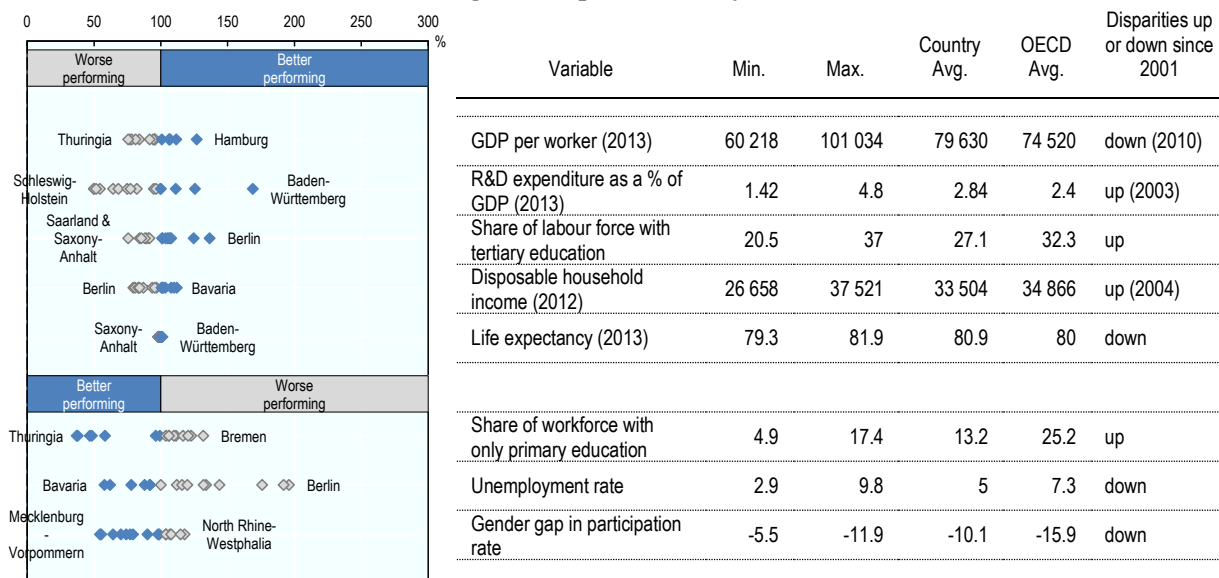 0 50 100 150 200 250 300
%
Worse performing
Better performing
Variable Min. Max. Country Avg. OECD Avg. Disparities up or down since 2001
Thuringia Hamburg
GDP per worker (2013) 60 218 101 034 79 630 74 520 down (2010)
Schleswig-Holstein Baden-Württemberg
R&D expenditure as a % of GDP (2013) 1.42 4.8 2.84 2.4 up (2003)
Saarland & Saxony-Anhalt Berlin
Share of labour force with tertiary education 20.5 37 27.1 32.3 up
Berlin Bavaria
Disposable household income (2012) 26 658 37 521 33 504 34 866 up (2004)
Saxony-Anhalt Baden-Württemberg
Life expectancy (2013) 79.3 81.9 80.9 80 down
Better performing
Worse performing
Thuringia Bremen
Share of workforce with only primary education 4.9 17.4 13.2 25.2 up
Bavaria Berlin
Unemployment rate 2.9 9.8 5 7.3 down
Mecklenburg-Vorpommern North Rhine-Westphalia
Gender gap in participation rate -5.5 -11.9 -10.1 -15.9 down